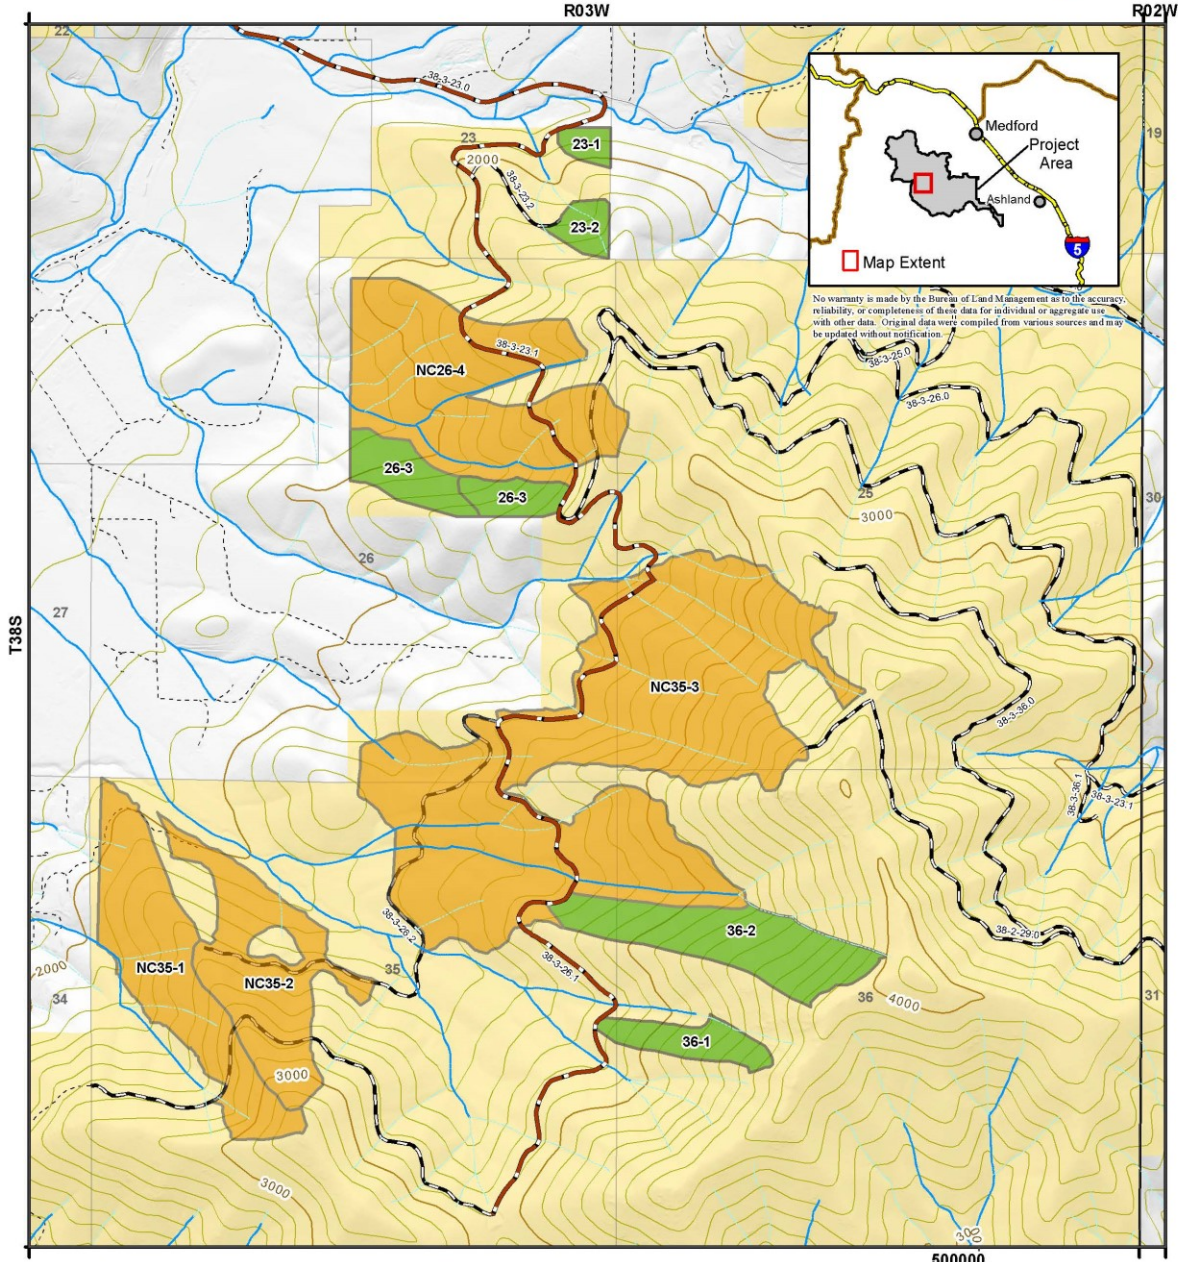 R03W
R02W
22
38-3-23.0
19
23
23-1
Medford
2000
Project
Area
38-3-23.2
Ashland
23-2
5
Map Extent
No warranty is made by the Bureau of Land Management as to the accuracy,
reliability, or completeness of these data for individual or aggregate use
with other data. Original data were compiled from various sources and may
be updated without notification.
38-3-23.1
38-3-25.0
NC26-4
38-3-26.0
26-3
26-3
25
30
3000
26
27
T38S
NC35-3
38-3-36.0
38-3-36.1
38-3-23.1
38-3-26.2
36-2
38-2-29.0
NC35-1
38-3-26.1
35
2000
NC35-2
34
36
4000
31
36-1
3000
3000
500000